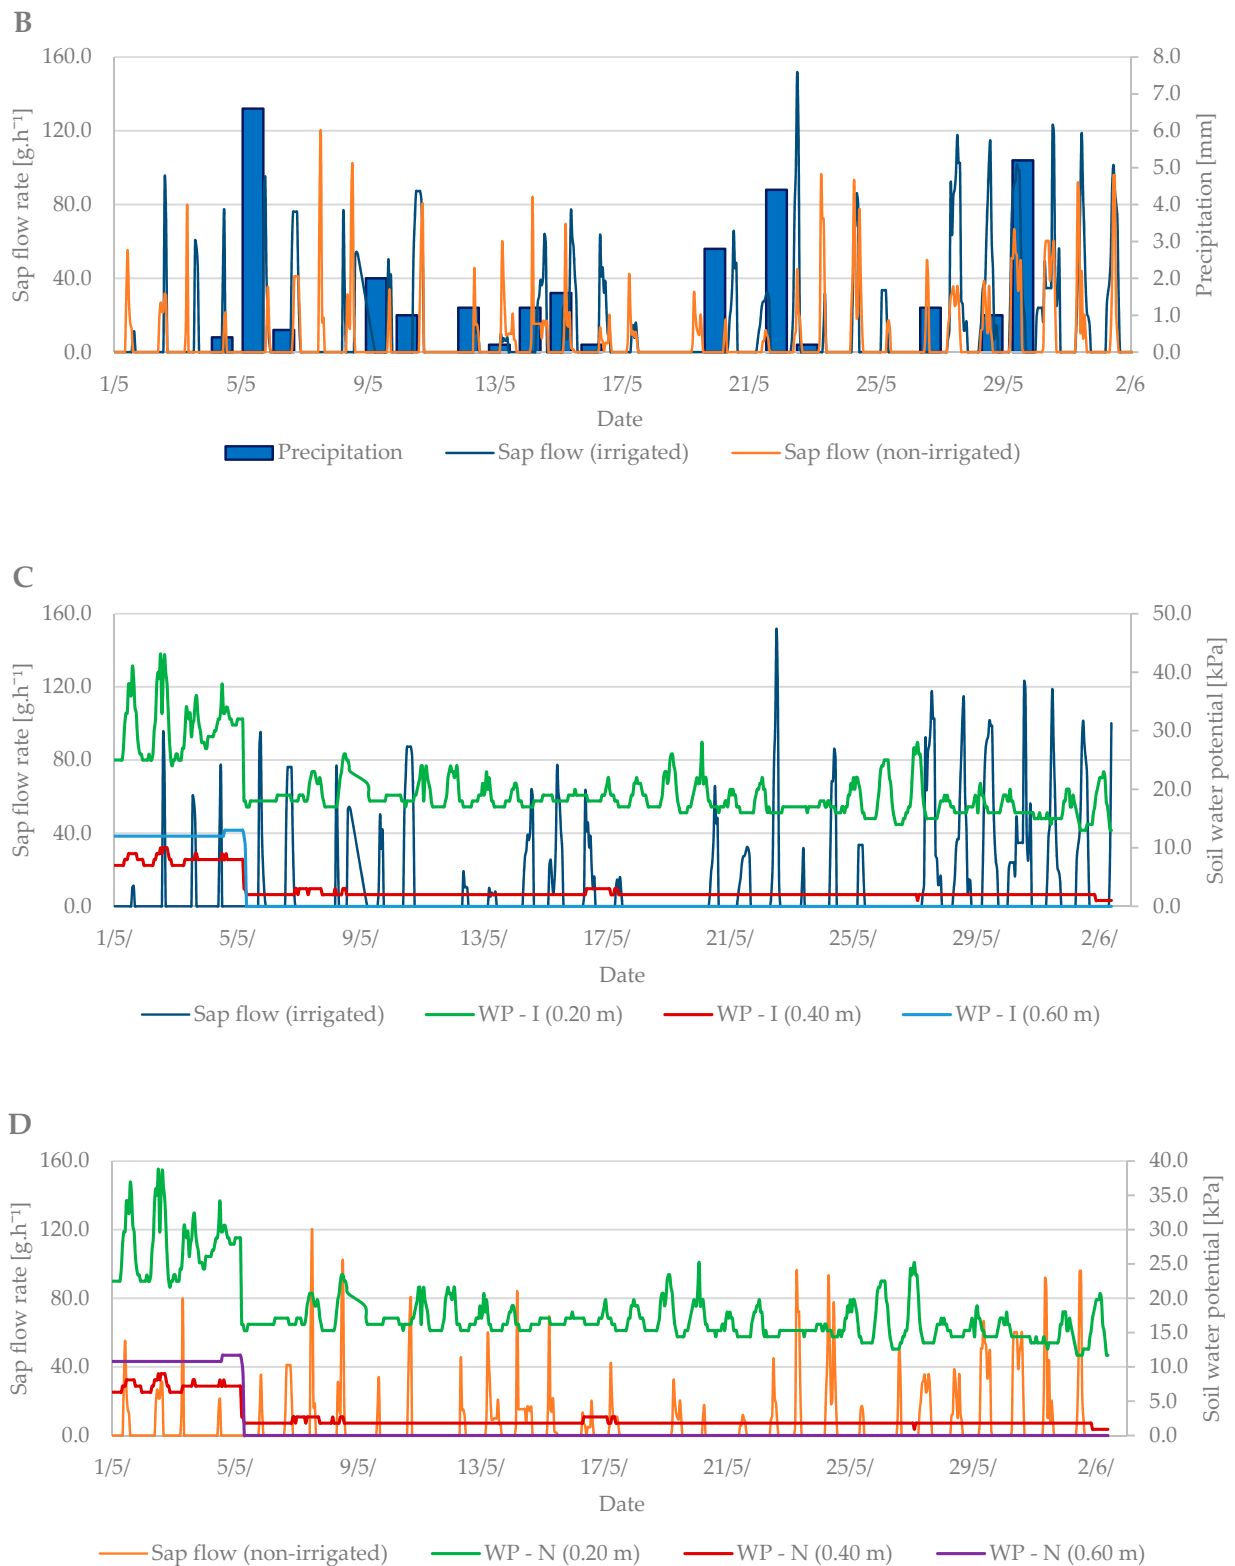 B
160.0
120.0
80.0
40.0
0.0
Sap flow rate [g.h⁻¹]
8.0
7.0
6.0
5.0
4.0
3.0
2.0
1.0
0.0
Precipitation [mm]
1/5 5/5 9/5 13/5 17/5 21/5 25/5 29/5 2/6
Date
Precipitation Sap flow (irrigated) Sap flow (non-irrigated)
C
160.0
120.0
80.0
40.0
0.0
Sap flow rate [g.h⁻¹]
50.0
40.0
30.0
20.0
10.0
0.0
Soil water potential [kPa]
1/5/ 5/5/ 9/5/ 13/5/ 17/5/ 21/5/ 25/5/ 29/5/ 2/6/
Date
Sap flow (irrigated) WP - I (0.20 m) WP - I (0.40 m) WP - I (0.60 m)
D
160.0
120.0
80.0
40.0
0.0
Sap flow rate [g.h⁻¹]
40.0
35.0
30.0
25.0
20.0
15.0
10.0
5.0
0.0
Soil water potential [kPa]
1/5/ 5/5/ 9/5/ 13/5/ 17/5/ 21/5/ 25/5/ 29/5/ 2/6/
Date
Sap flow (non-irrigated) WP - N (0.20 m) WP - N (0.40 m) WP - N (0.60 m)